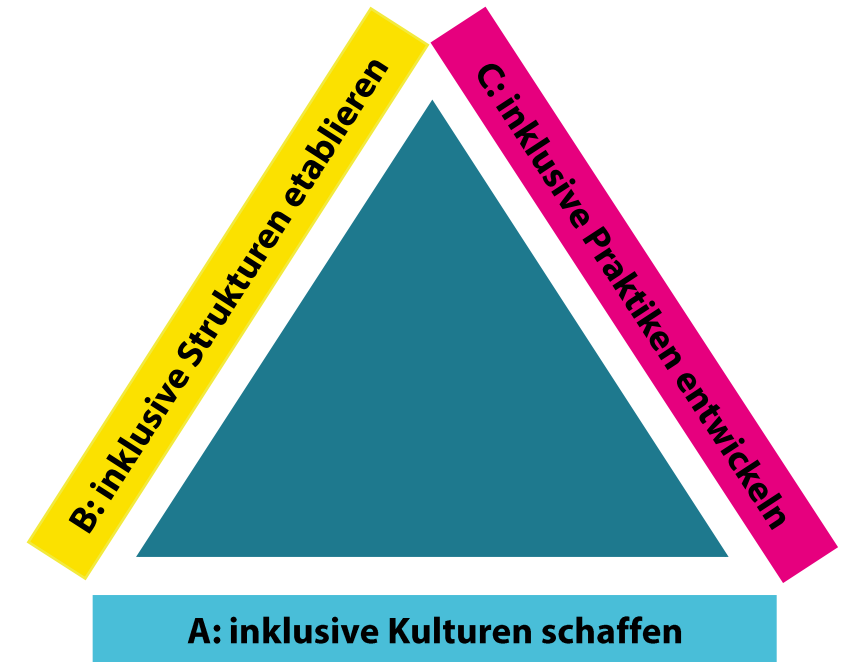 B: inklusive Strukturen etablieren
C: inklusive Praktiken entwickeln
A: inklusive Kulturen schaffen